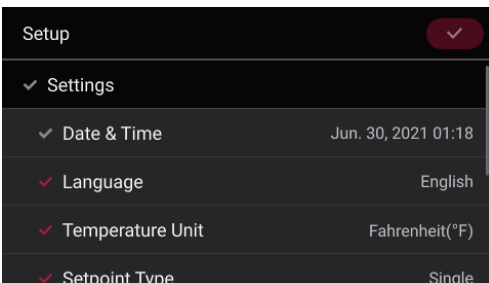 Setup
Settings
Date & Time Jun. 30, 2021 01:18
Language English
Temperature Unit Fahrenheit(°F)
Setpoint Type Single